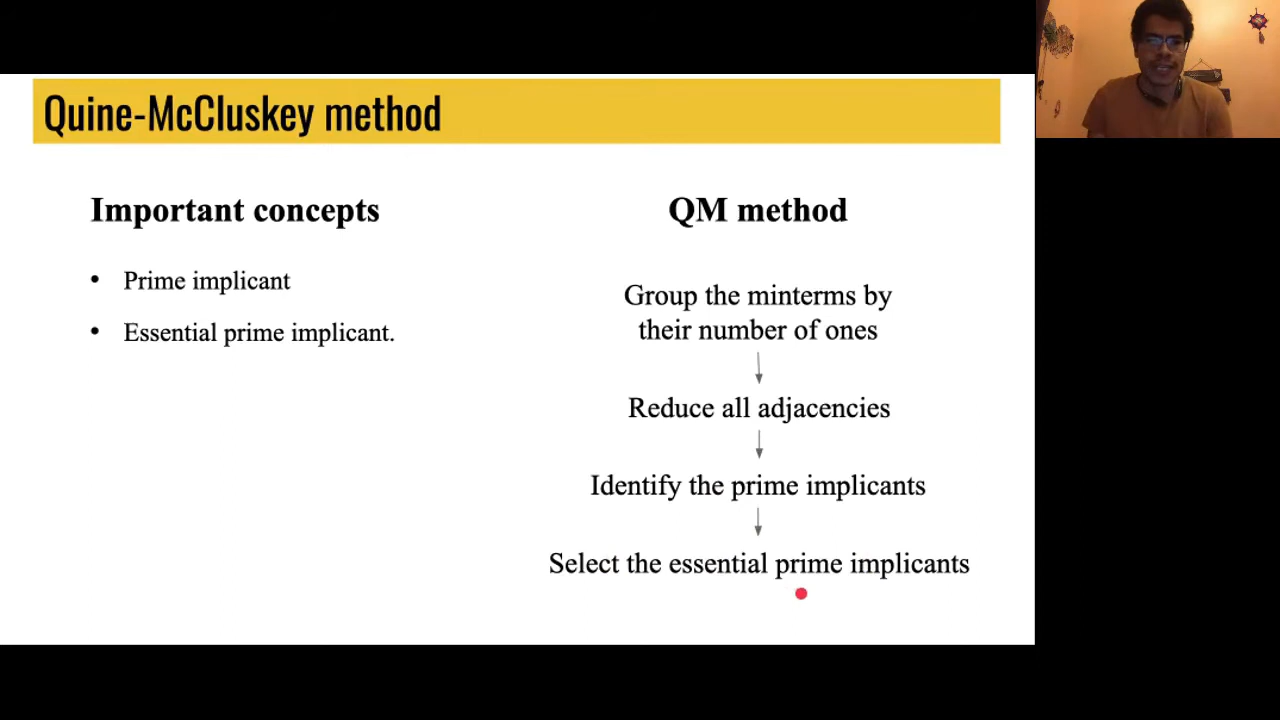 Quine-McCluskey method
Important concepts
• Prime implicant
• Essential prime implicant.
QM method
Group the minterms by
their number of ones
Reduce all adjacencies
Identify the prime implicants
Select the essential prime implicants